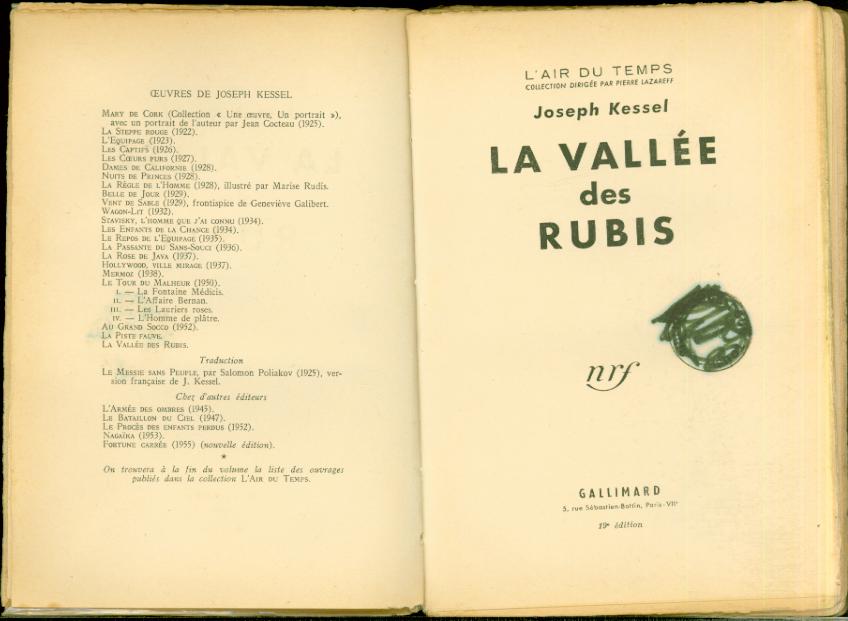 ŒUVRES DE JOSEPH KESSEL
MARY DE CORK (Collection « Une œuvre, Un portrait »),
avec un portrait de l'auteur par Jean Cocteau (1925).
LA STEPPE ROUGE (1922).
L'EQUIPAGE (1923).
LES CAPTIFS (1926).
LES CŒURS PURS (1927).
DAMES DE CALIFORNIE (1928).
NUITS DE PRINCES (1928).
LA RÈGLE DE L'HOMME (1928), illustré par Marise Rudis.
BELLE DE JOUR (1929).
VENT DE SABLE (1929), frontispice de Geneviève Galibert.
WAGON-LIT (1932).
STAVISKY, L'HOMME QUE J'AI CONNU (1934).
LES ENFANTS DE LA CHANCE (1934).
LE REPOS DE L'EQUIPAGE (1935).
LA PASSANTE DU SANS-SOUCI (1936).
LA ROSE DE JAVA (1937).
HOLLYWOOD, VILLE MIRAGE (1937).
MERMOZ (1938).
LE TOUR DU MALHEUR (1950).
I. — La Fontaine Médicis.
II. — L'Affaire Bernan.
III. — Les Lauriers roses.
IV. — L'Homme de plâtre.
AU GRAND SOCCO (1952).
LA PISTE FAUVE.
LA VALLÉE DES RUBIS.
Traduction
LE MESSIE SANS PEUPLE, par Salomon Poliakov (1925), ver-
sion française de J. Kessel.
Chez d'autres éditeurs
L'ARMÉE DES OMBRES (1945).
LE BATAILLON DU CIEL (1947).
LE PROCÈS DES ENFANTS PERDUS (1952).
NAGAÏKA (1953).
FORTUNE CARRÉE (1955) (nouvelle édition).
*
On trouvera à la fin du volume la liste des ouvrages
publiés dans la collection L'AIR DU TEMPS.
L'AIR DU TEMPS
COLLECTION DIRIGÉE PAR PIERRE LAZAREFF
Joseph Kessel
LA VALLÉE
des
RUBIS
nrf
GALLIMARD
5, rue Sébastien-Bottin, Paris-VIIᵉ
19ᵉ édition